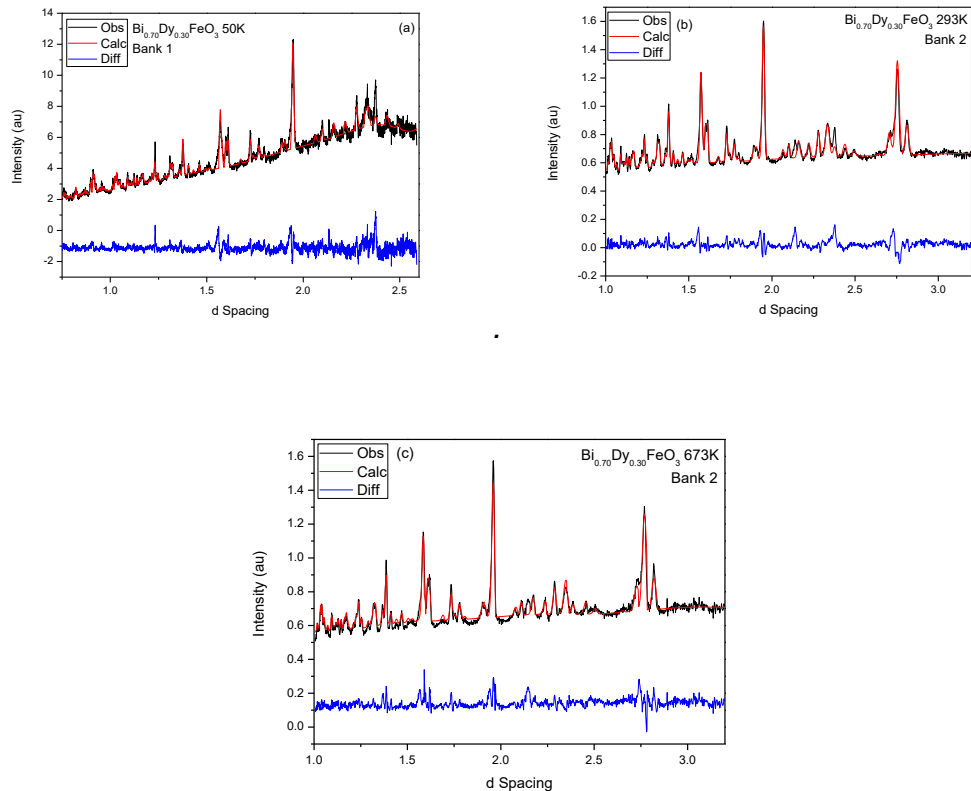 (a)
Obs
Calc
Diff
Bi0.70Dy0.30FeO3 50K
Bank 1
14
12
10
8
6
4
2
0
-2
Intensity (au)
1.0
1.5
2.0
2.5
d Spacing
(b)
Obs
Calc
Diff
Bi0.70Dy0.30FeO3 293K
Bank 2
1.6
1.4
1.2
1.0
0.8
0.6
0.4
0.2
0.0
-0.2
Intensity (au)
1.0
1.5
2.0
2.5
3.0
d Spacing
.
(c)
Obs
Calc
Diff
Bi0.70Dy0.30FeO3 673K
Bank 2
1.6
1.4
1.2
1.0
0.8
0.6
0.4
0.2
0.0
Intensity (au)
1.0
1.5
2.0
2.5
3.0
d Spacing